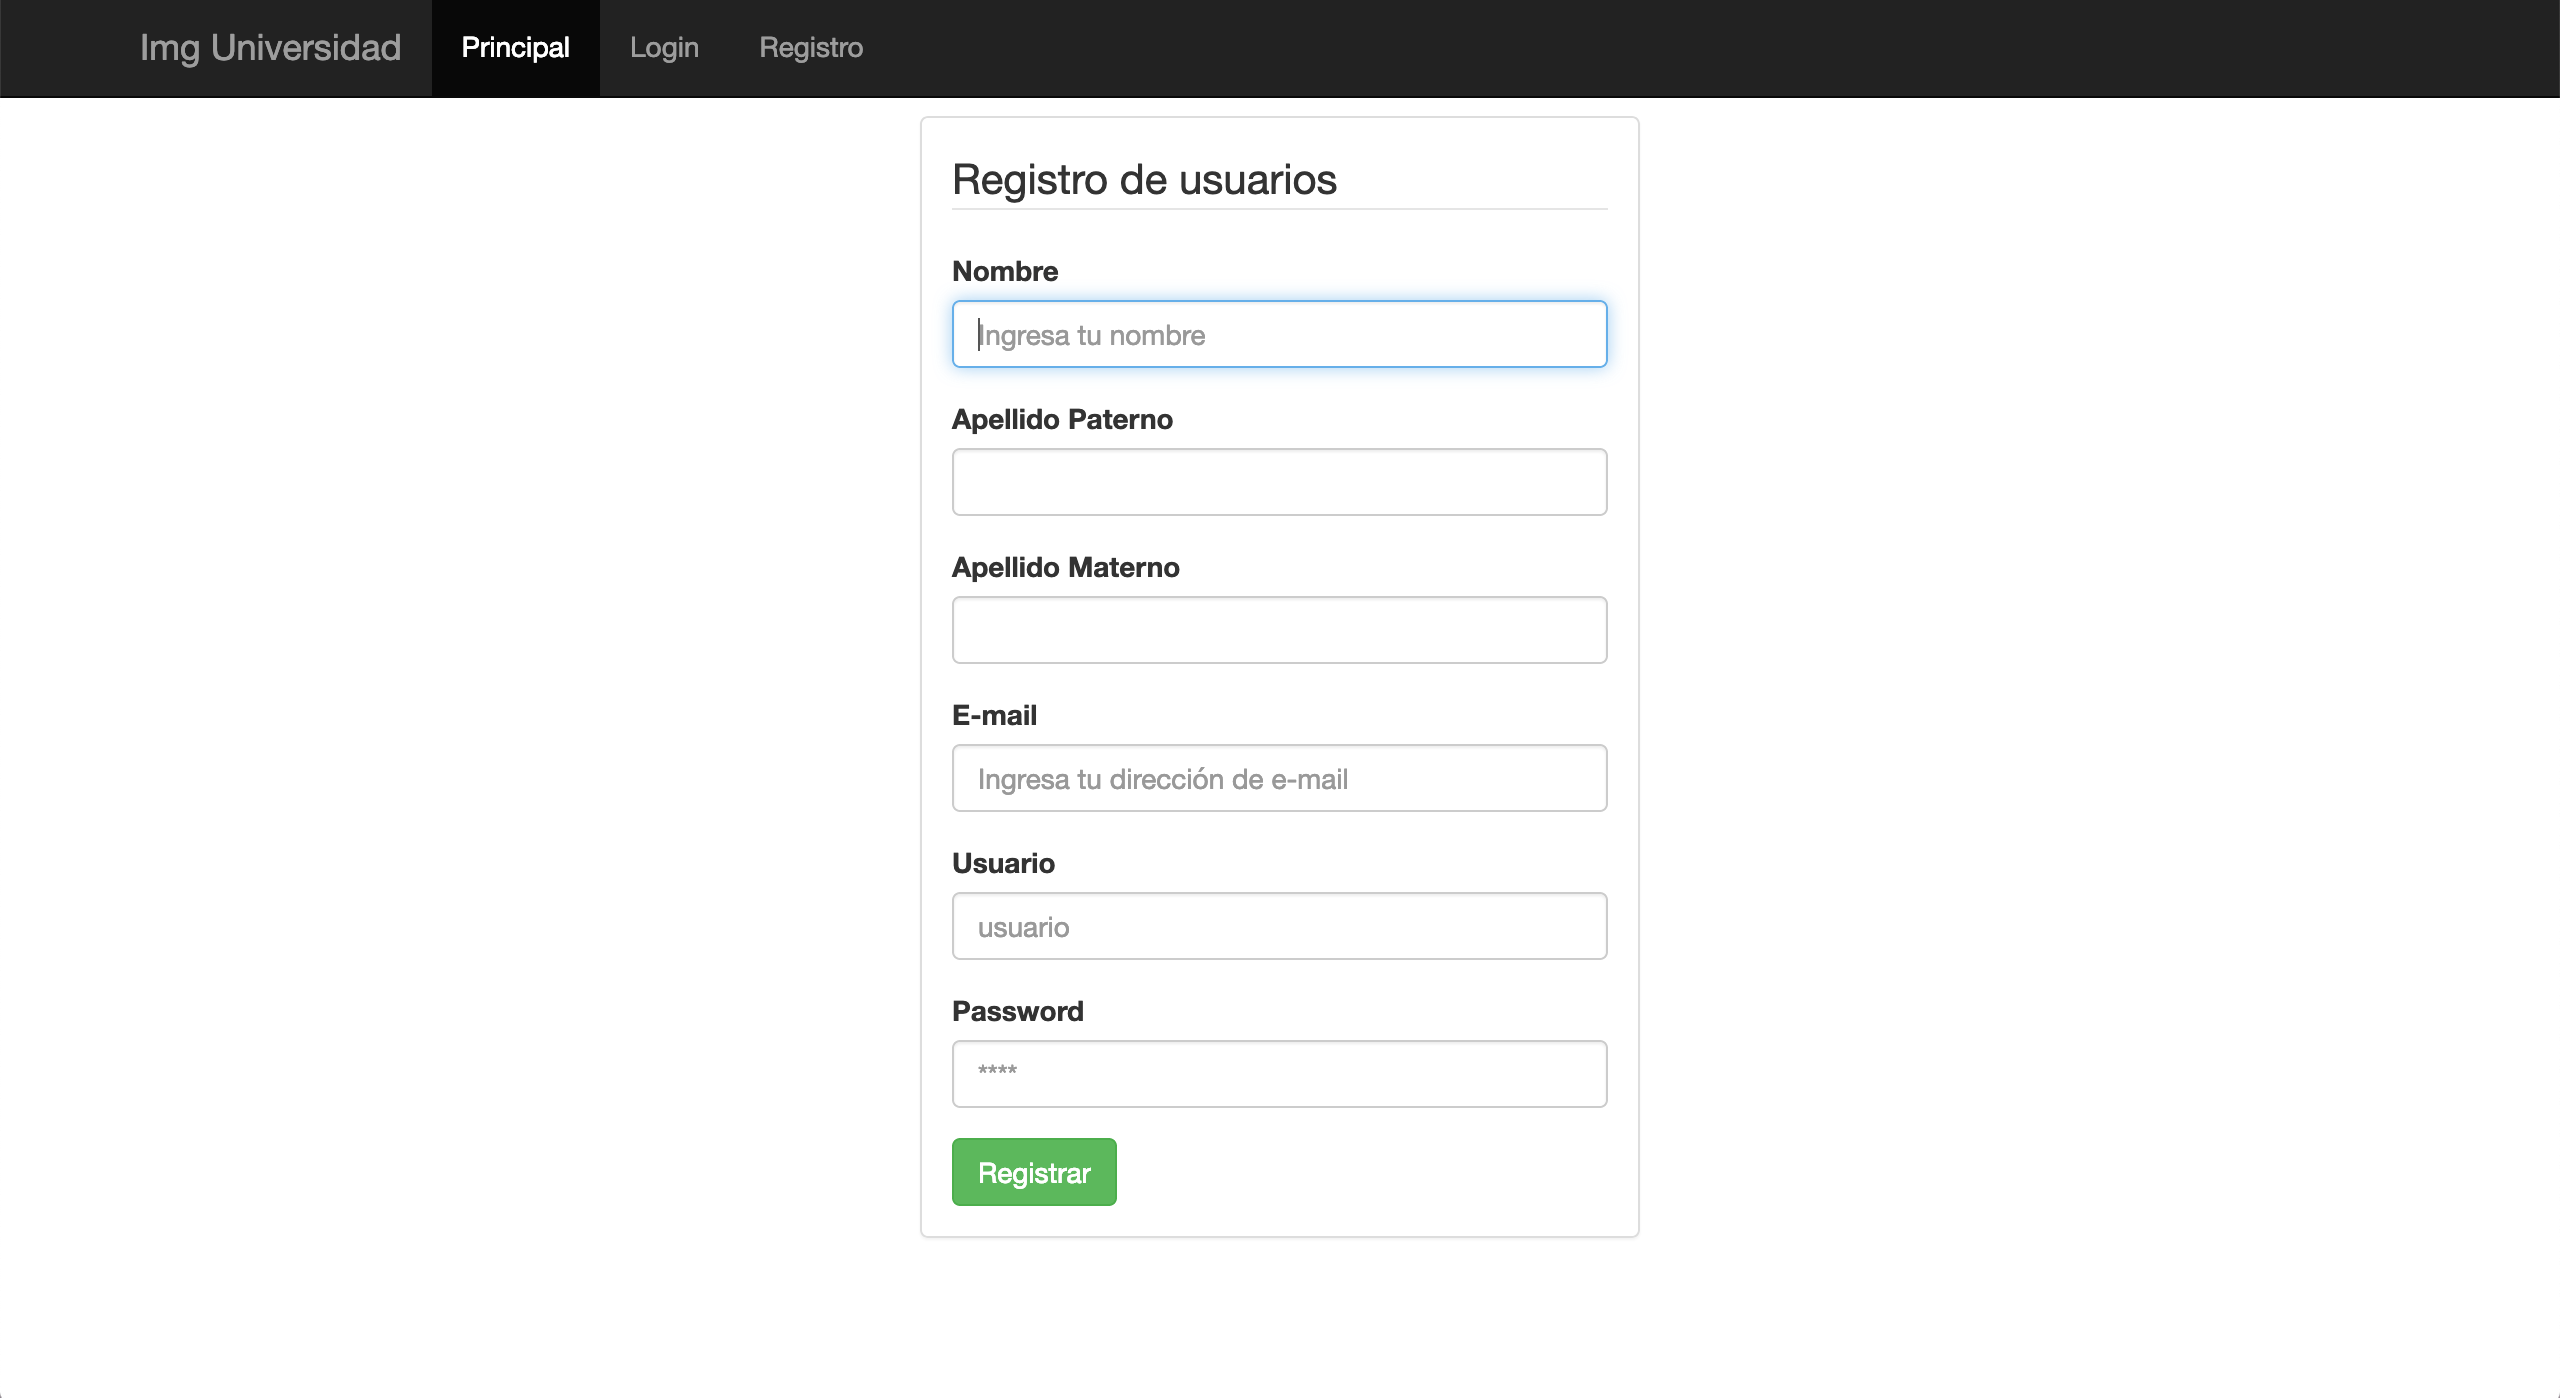 Img Universidad Principal Login Registro
Registro de usuarios
Nombre
Ingresa tu nombre
Apellido Paterno
Apellido Materno
E-mail
Ingresa tu dirección de e-mail
Usuario
usuario
Password
****
Registrar